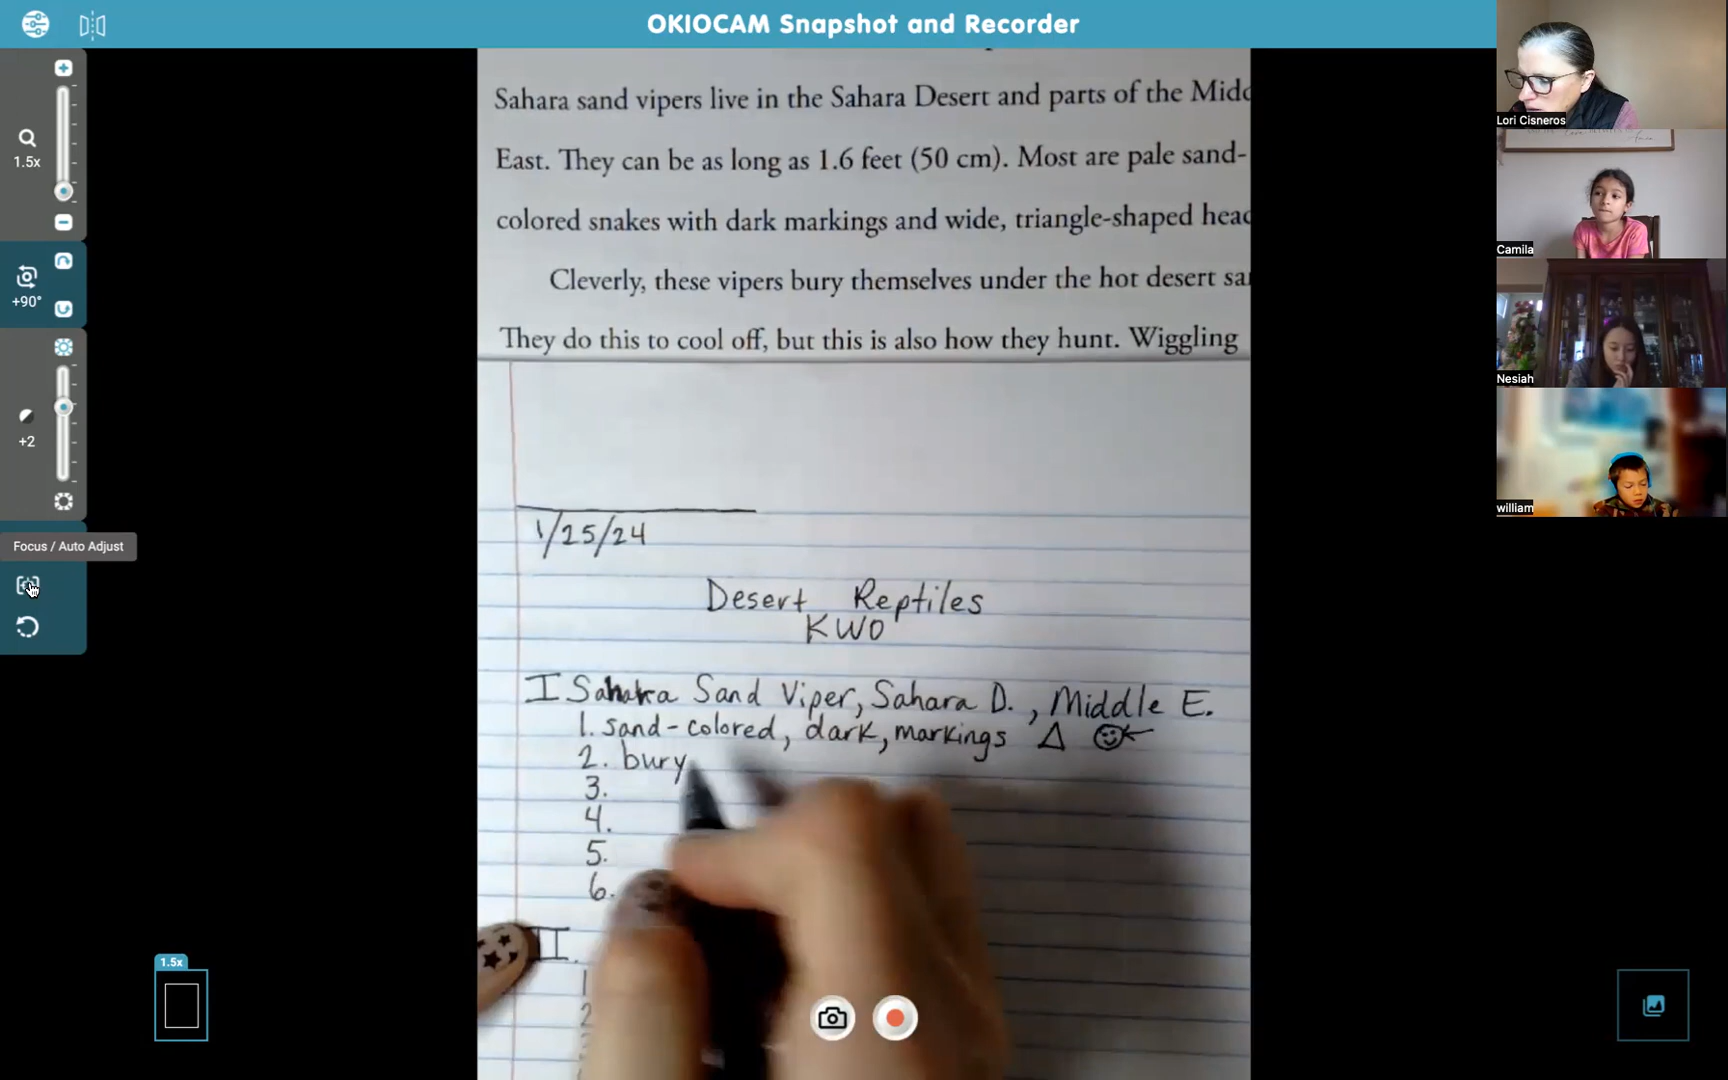 OKIOCAM Snapshot and Recorder
1.5x
+90°
+2
Focus / Auto Adjust
1.5x
Sahara sand vipers live in the Sahara Desert and parts of the Midd
East. They can be as long as 1.6 feet (50 cm). Most are pale sand-
colored snakes with dark markings and wide, triangle-shaped head
Cleverly, these vipers bury themselves under the hot desert sa
They do this to cool off, but this is also how they hunt. Wiggling
1/25/24
Desert Reptiles
KWO
I Sahara Sand Viper, Sahara D., Middle E.
1. sand-colored, dark, markings △ ☺←
2. bury
3.
4.
5.
6.
II.
Lori Cisneros
Camila
Nesiah
william